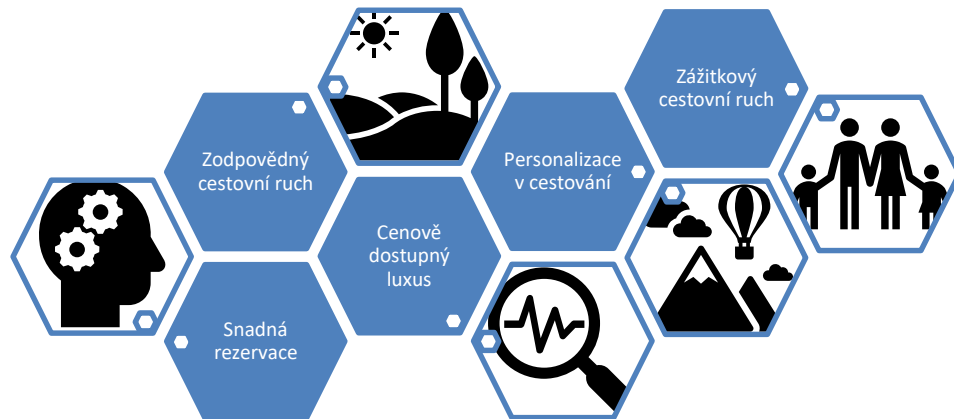 Zážitkový
cestovní ruch
Zodpovědný
cestovní ruch
Personalizace
v cestování
Cenově
dostupný
luxus
Snadná
rezervace